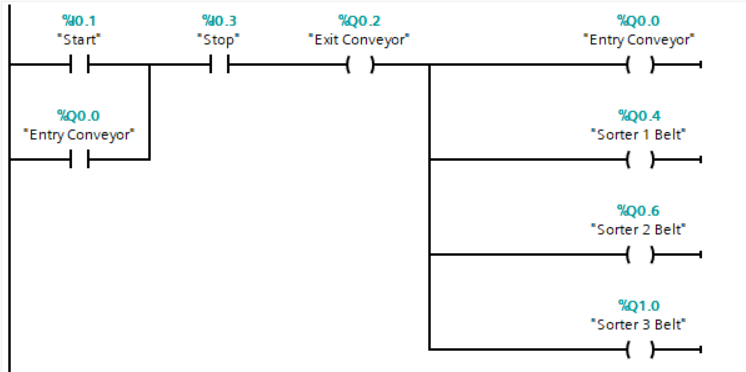 %I0.1
"Start"
%I0.3
"Stop"
%Q0.2
"Exit Conveyor"
%Q0.0
"Entry Conveyor"
%Q0.0
"Entry Conveyor"
%Q0.4
"Sorter 1 Belt"
%Q0.6
"Sorter 2 Belt"
%Q1.0
"Sorter 3 Belt"